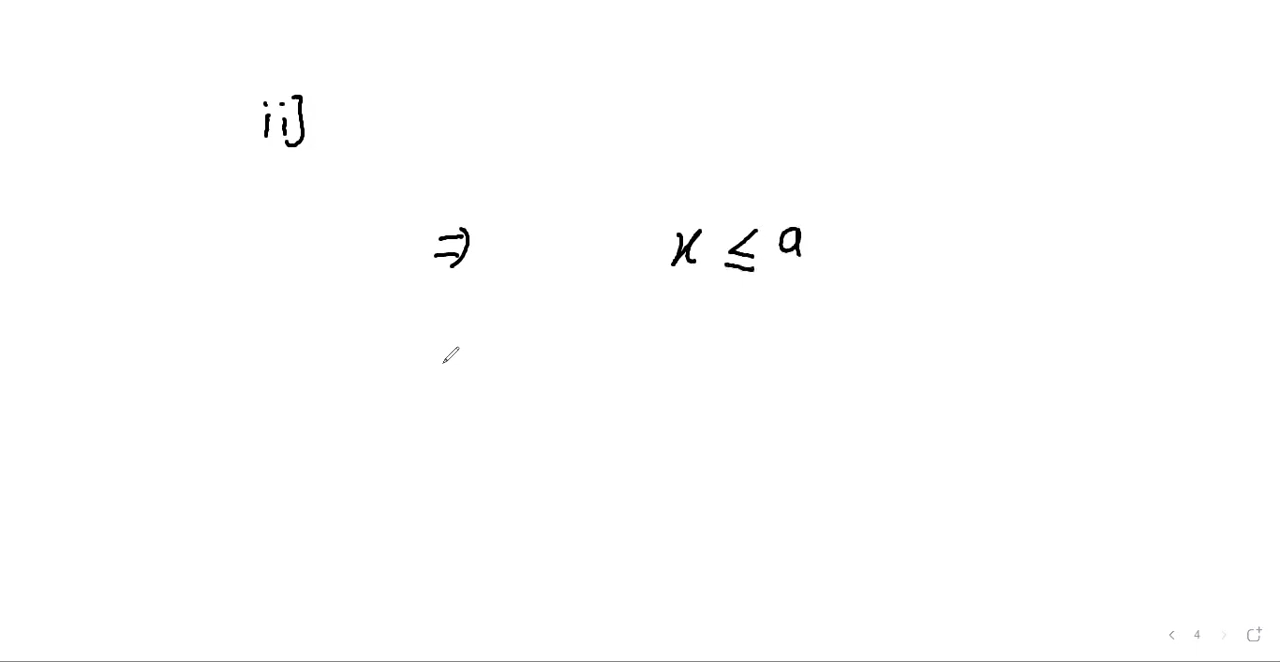 ii]
⇒ x ≤ a
4